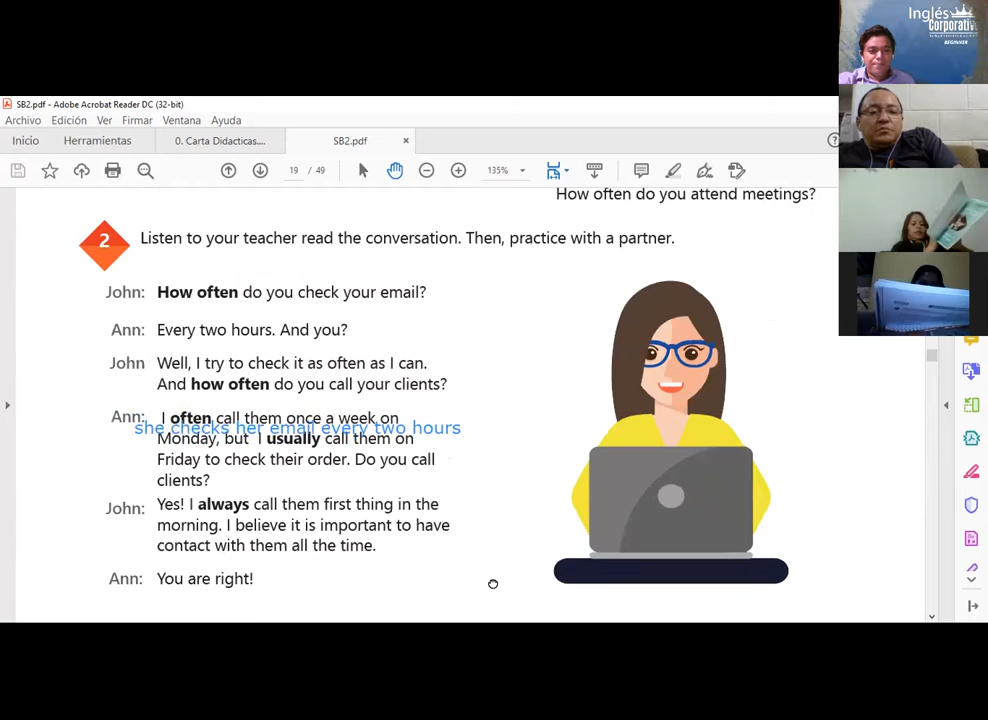 Inglés
Corporativ
BEGINNER
SB2.pdf - Adobe Acrobat Reader DC (32-bit)
Archivo Edición Ver Firmar Ventana Ayuda
Inicio Herramientas 0. Carta Didacticas.... SB2.pdf ×
19 / 49 135%
How often do you attend meetings?
2 Listen to your teacher read the conversation. Then, practice with a partner.
John: How often do you check your email?
Ann: Every two hours. And you?
John Well, I try to check it as often as I can.
And how often do you call your clients?
Ann: I often call them once a week on
she checks her email every two hours
Monday, but I usually call them on
Friday to check their order. Do you call
clients?
John: Yes! I always call them first thing in the
morning. I believe it is important to have
contact with them all the time.
Ann: You are right!